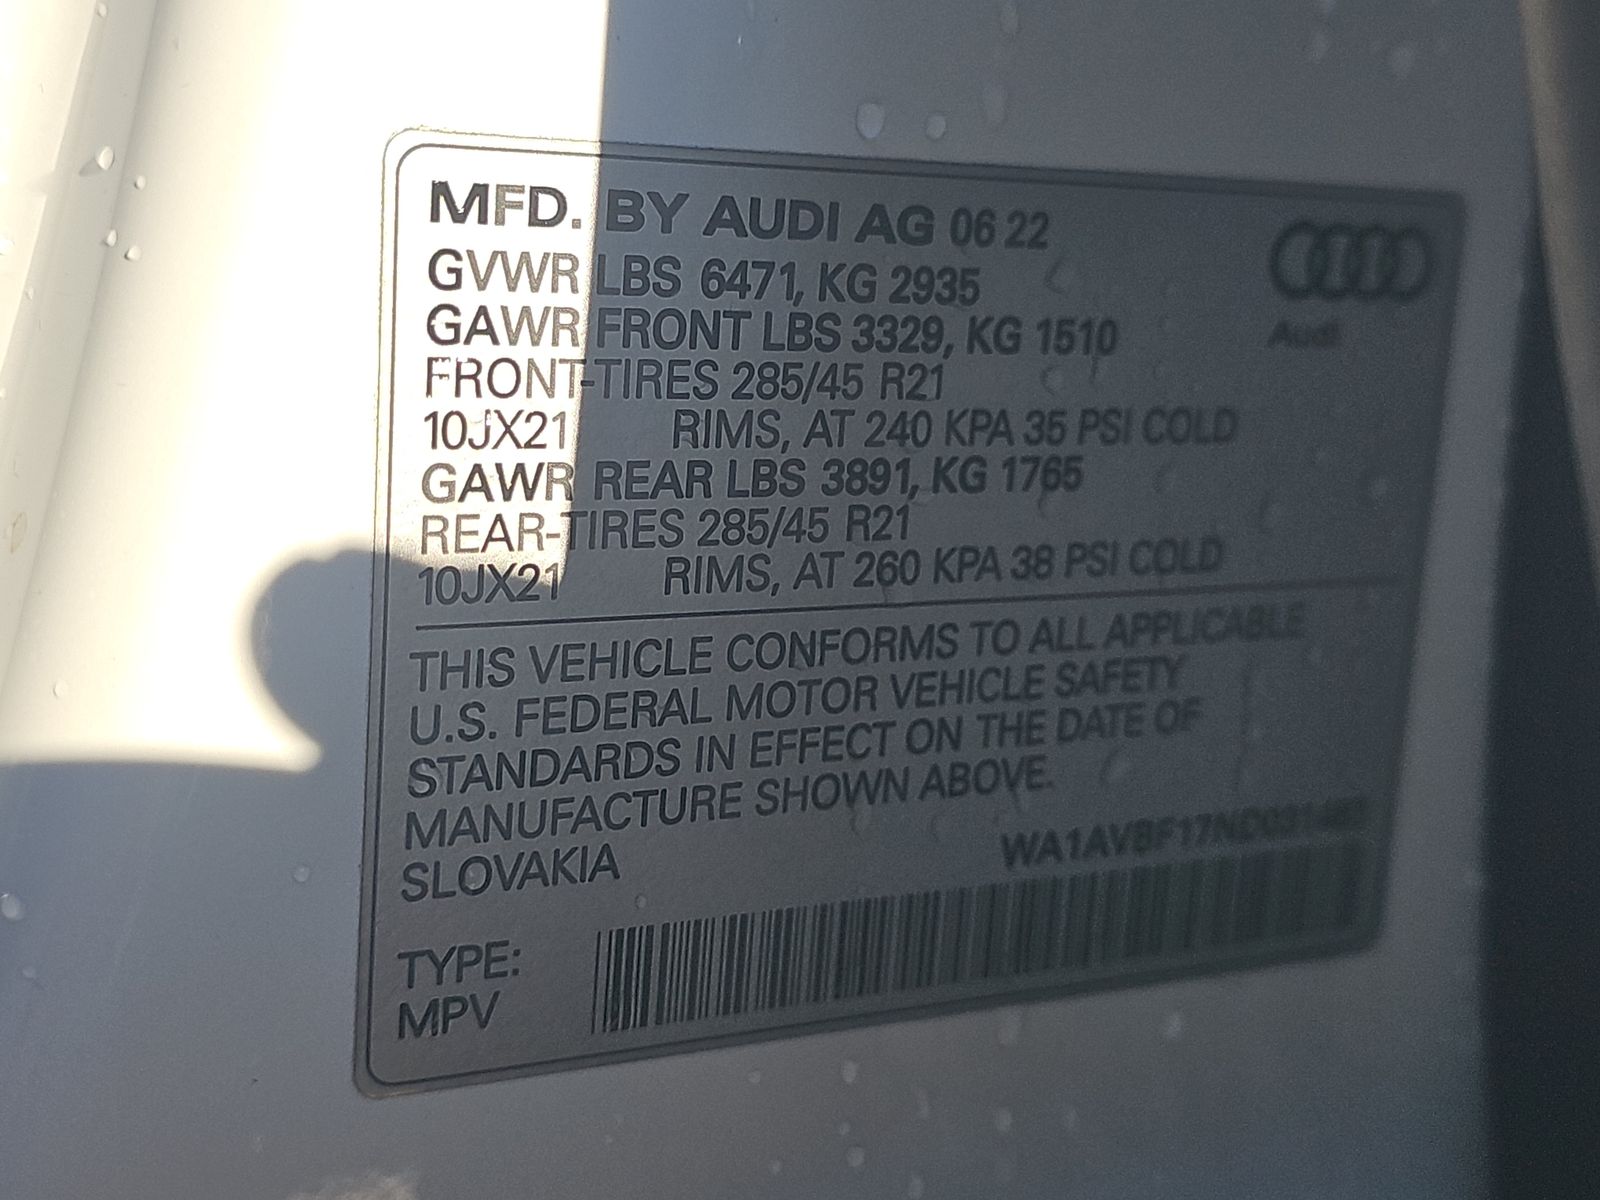 MFD. BY AUDI AG 06 22
GVWR LBS 6471, KG 2935
GAWR FRONT LBS 3329, KG 1510
FRONT-TIRES 285/45 R21
10JX21 RIMS, AT 240 KPA 35 PSI COLD
GAWR REAR LBS 3891, KG 1765
REAR-TIRES 285/45 R21
10JX21 RIMS, AT 260 KPA 38 PSI COLD
Audi
THIS VEHICLE CONFORMS TO ALL APPLICABLE
U.S. FEDERAL MOTOR VEHICLE SAFETY
STANDARDS IN EFFECT ON THE DATE OF
MANUFACTURE SHOWN ABOVE.
SLOVAKIA
TYPE:
MPV